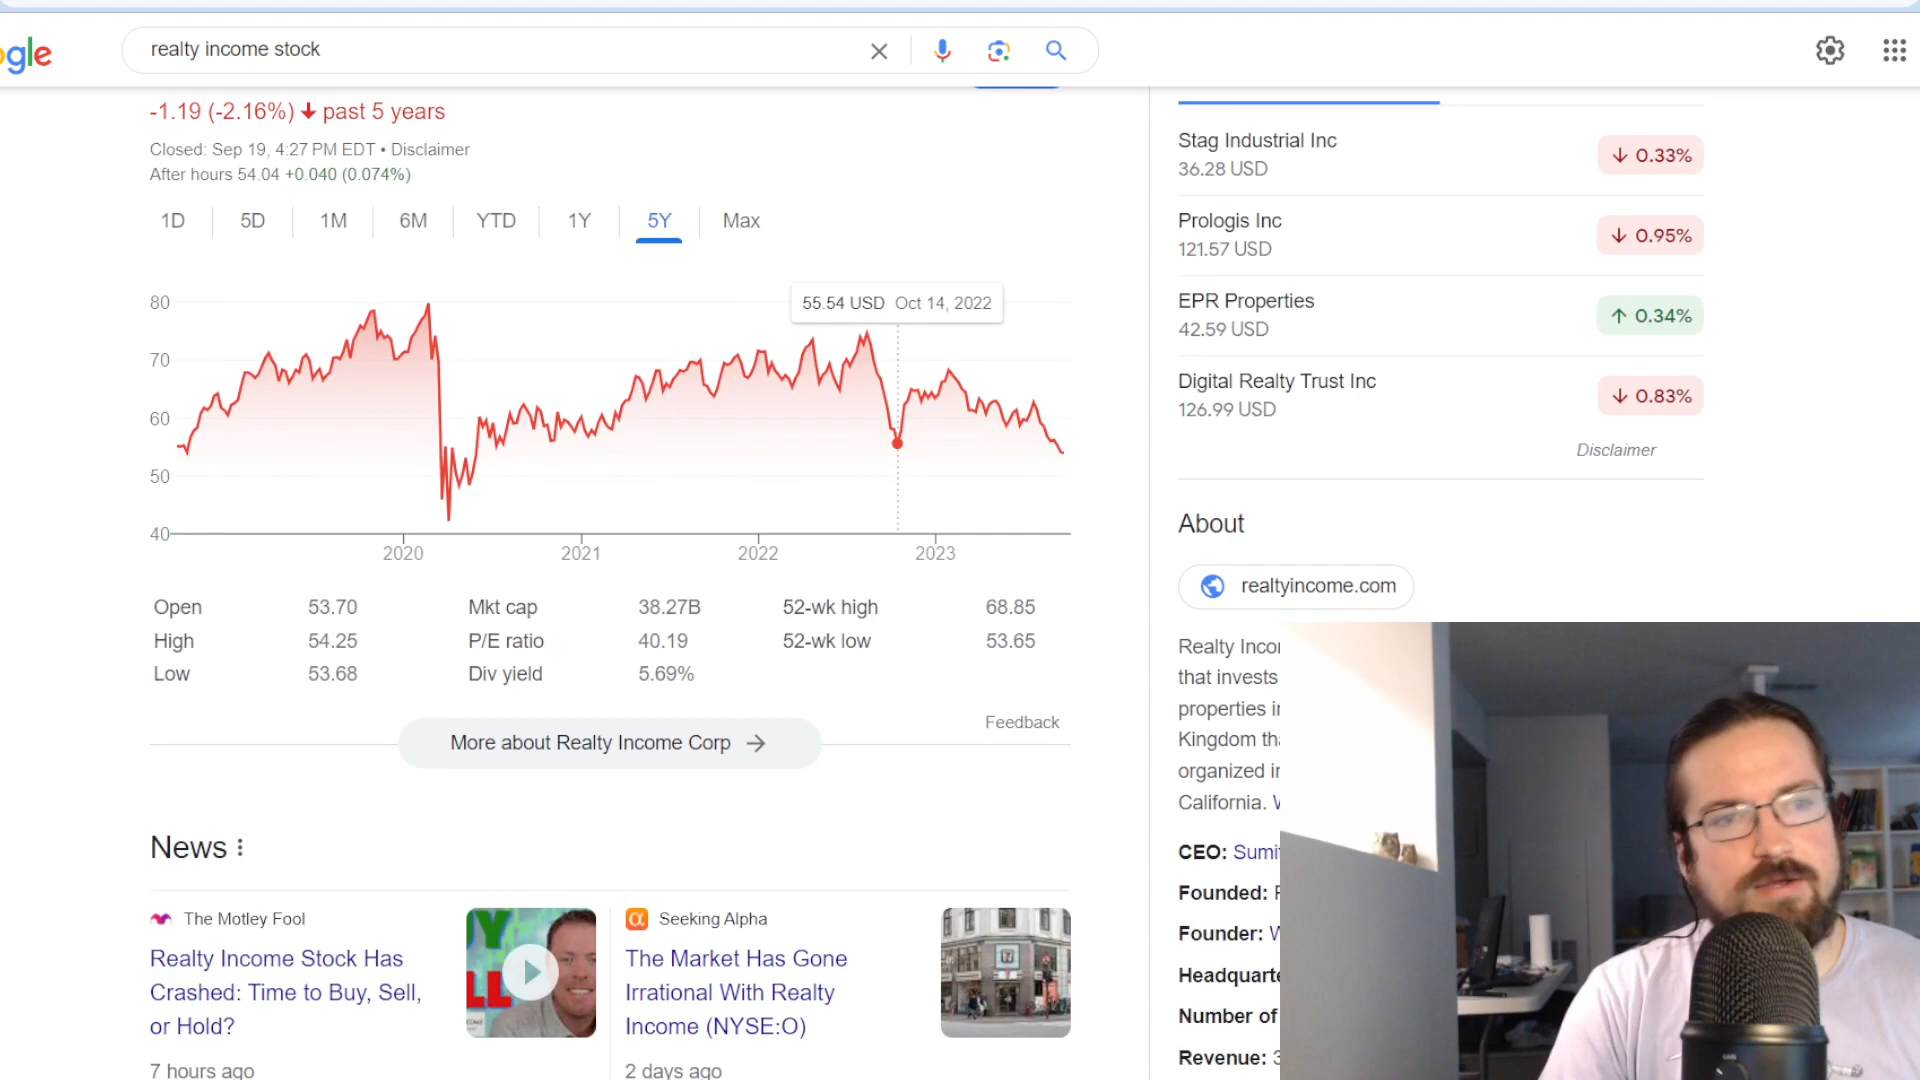 ogle
realty income stock
-1.19 (-2.16%) past 5 years
Closed: Sep 19, 4:27 PM EDT • Disclaimer
After hours 54.04 +0.040 (0.074%)
1D 5D 1M 6M YTD 1Y 5Y Max
55.54 USD Oct 14, 2022
80
70
60
50
40
2020 2021 2022 2023
Open 53.70 Mkt cap 38.27B 52-wk high 68.85
High 54.25 P/E ratio 40.19 52-wk low 53.65
Low 53.68 Div yield 5.69%
Feedback
More about Realty Income Corp
News
The Motley Fool
Realty Income Stock Has
Crashed: Time to Buy, Sell,
or Hold?
7 hours ago
Seeking Alpha
The Market Has Gone
Irrational With Realty
Income (NYSE:O)
2 days ago
Stag Industrial Inc
36.28 USD
0.33%
Prologis Inc
121.57 USD
0.95%
EPR Properties
42.59 USD
0.34%
Digital Realty Trust Inc
126.99 USD
0.83%
Disclaimer
About
realtyincome.com
Realty Incor
that invests
properties in
Kingdom tha
organized in
California.
CEO: Sumi
Founded:
Founder:
Headquarte
Number of
Revenue: